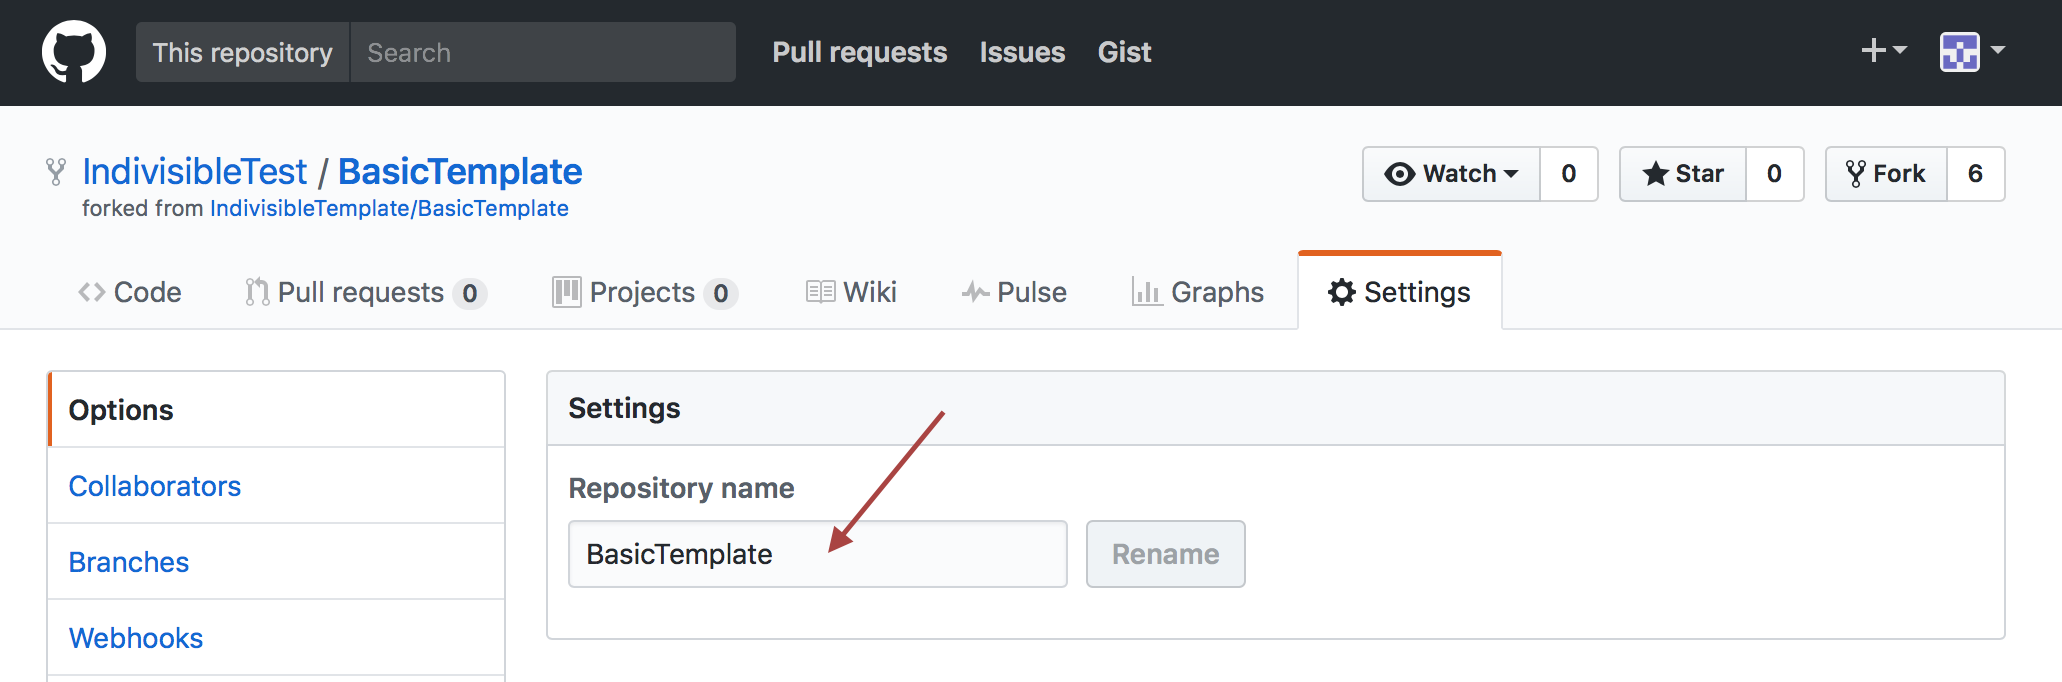 This repository Search Pull requests Issues Gist
IndivisibleTest / BasicTemplate
Watch 0 Star 0 Fork 6
forked from IndivisibleTemplate/BasicTemplate
Code Pull requests 0 Projects 0 Wiki Pulse Graphs Settings
Options
Collaborators
Branches
Webhooks
Settings
Repository name
BasicTemplate Rename